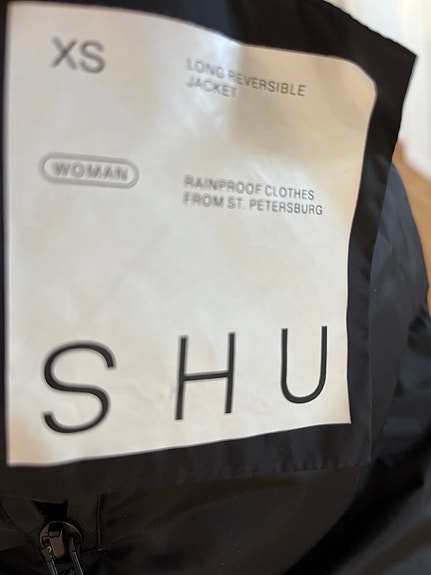 XS
LONG REVERSIBLE
JACKET
WOMAN
RAINPROOF CLOTHES
FROM ST. PETERSBURG
SHU